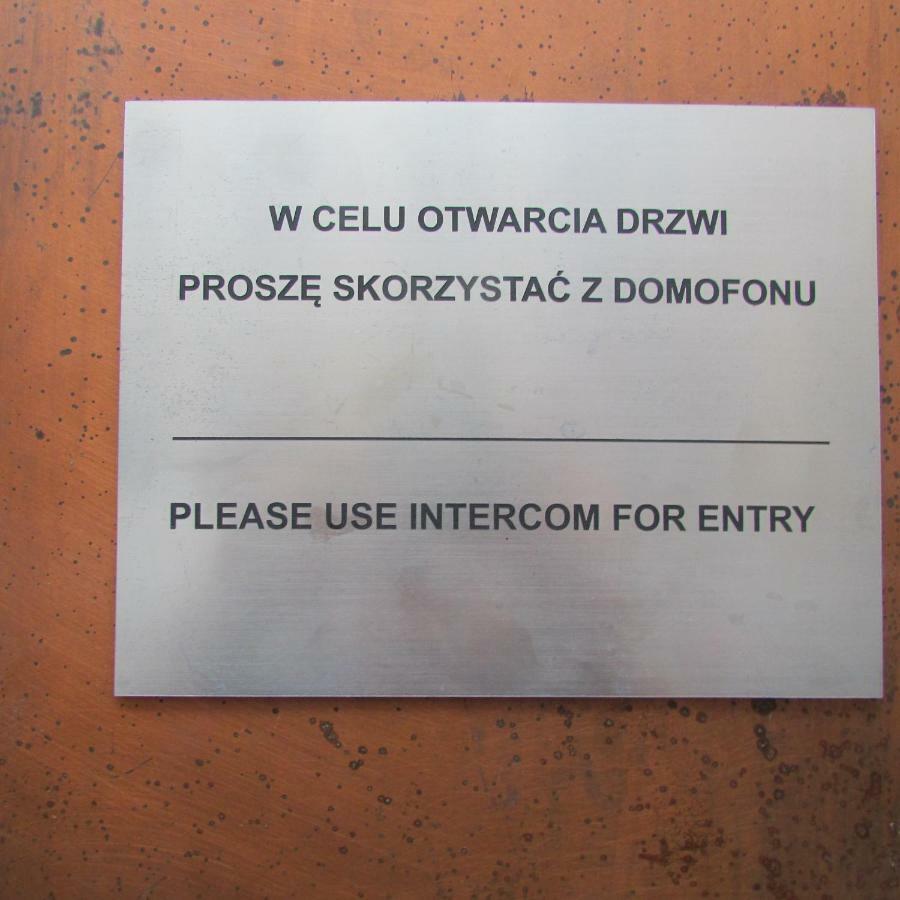 W CELU OTWARCIA DRZWI
PROSZĘ SKORZYSTAĆ Z DOMOFONU
PLEASE USE INTERCOM FOR ENTRY